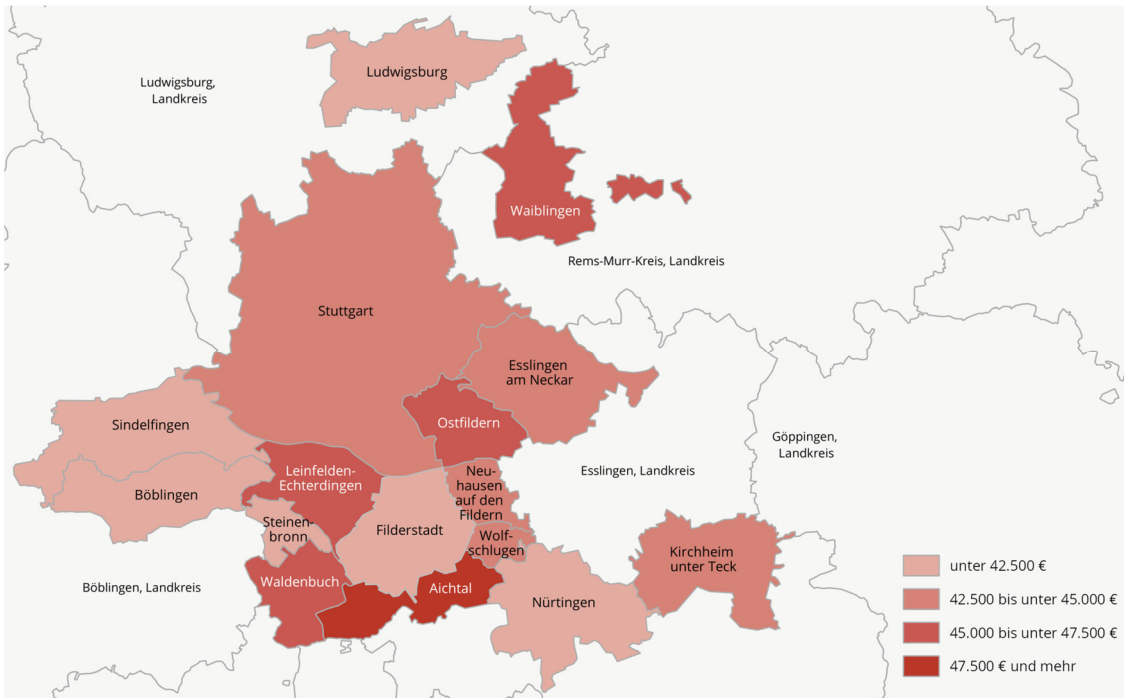 Ludwigsburg
Ludwigsburg,
Landkreis
Waiblingen
Rems-Murr-Kreis, Landkreis
Stuttgart
Esslingen
am Neckar
Sindelfingen
Ostfildern
Göppingen,
Landkreis
Leinfelden-
Echterdingen
Neu-
hausen
auf den
Fildern
Esslingen, Landkreis
Böblingen
Steinen-
bronn
Filderstadt
Wolf-
schlugen
Kirchheim
unter Teck
Böblingen, Landkreis
Waldenbuch
Aichtal
Nürtingen
unter 42.500 €
42.500 bis unter 45.000 €
45.000 bis unter 47.500 €
47.500 € und mehr